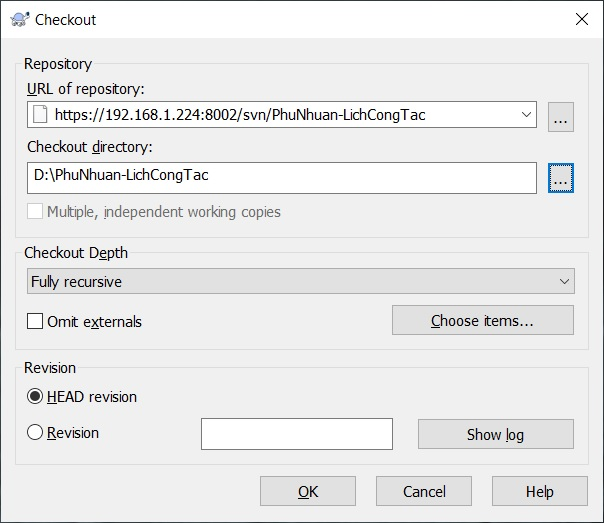 Checkout
Repository
URL of repository:
https://192.168.1.224:8002/svn/PhuNhuan-LichCongTac
...
Checkout directory:
D:\PhuNhuan-LichCongTac
...
Multiple, independent working copies
Checkout Depth
Fully recursive
Omit externals
Choose items...
Revision
HEAD revision
Revision
Show log
OK
Cancel
Help